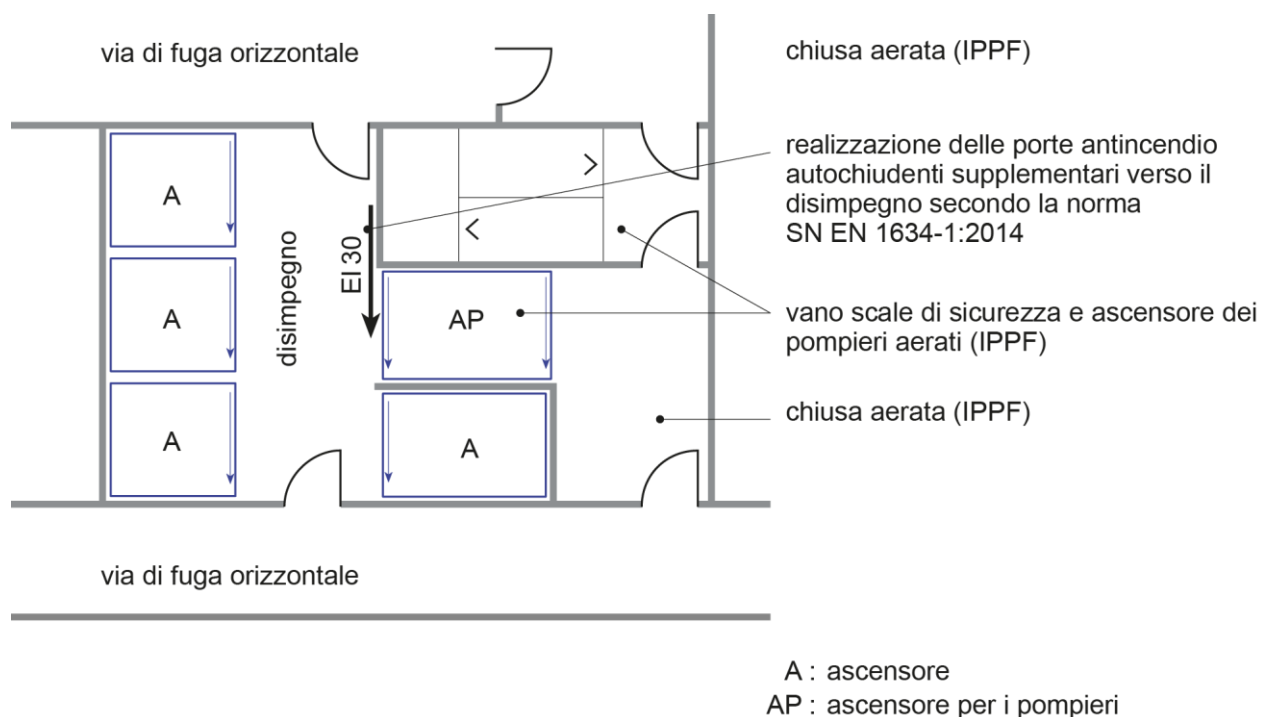 via di fuga orizzontale
chiusa aerata (IPPF)
realizzazione delle porte antincendio
autochiudenti supplementari verso il
disimpegno secondo la norma
SN EN 1634-1:2014
A
A
A
disimpegno
EI 30
AP
A
vano scale di sicurezza e ascensore dei
pompieri aerati (IPPF)
chiusa aerata (IPPF)
via di fuga orizzontale
A : ascensore
AP : ascensore per i pompieri